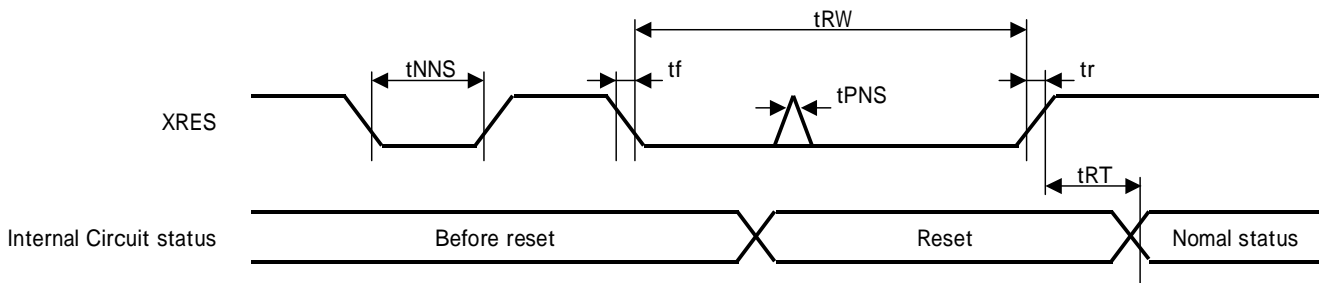 tRW
tNNS
tf
tr
tPNS
XRES
tRT
Internal Circuit status
Before reset
Reset
Nomal status